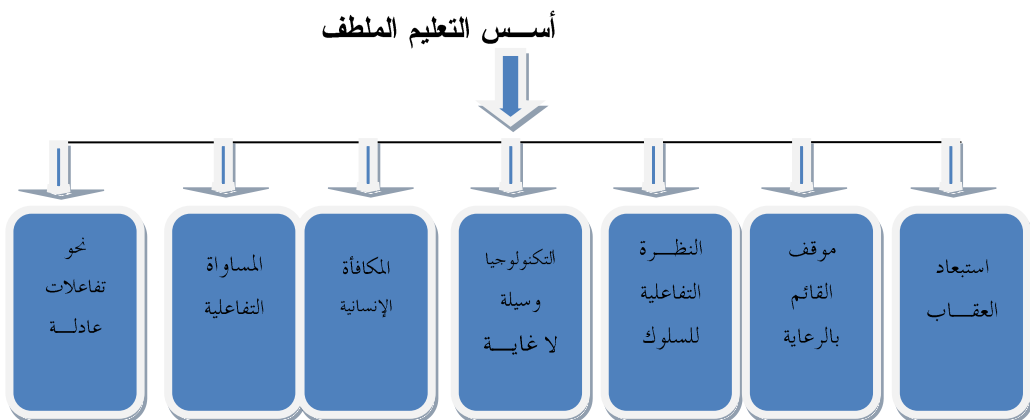 أســـس التعليم الملطف
استبعاد
العقـــاب
موقف
القائم
بالرعاية
النظـــرة
التفاعلية
للسلوك
التكنولوجيا
وسيلة
لا غايـــة
المكافأة
الإنسانية
المساواة
التفاعلية
نحو
تفاعلات
عادلـــة